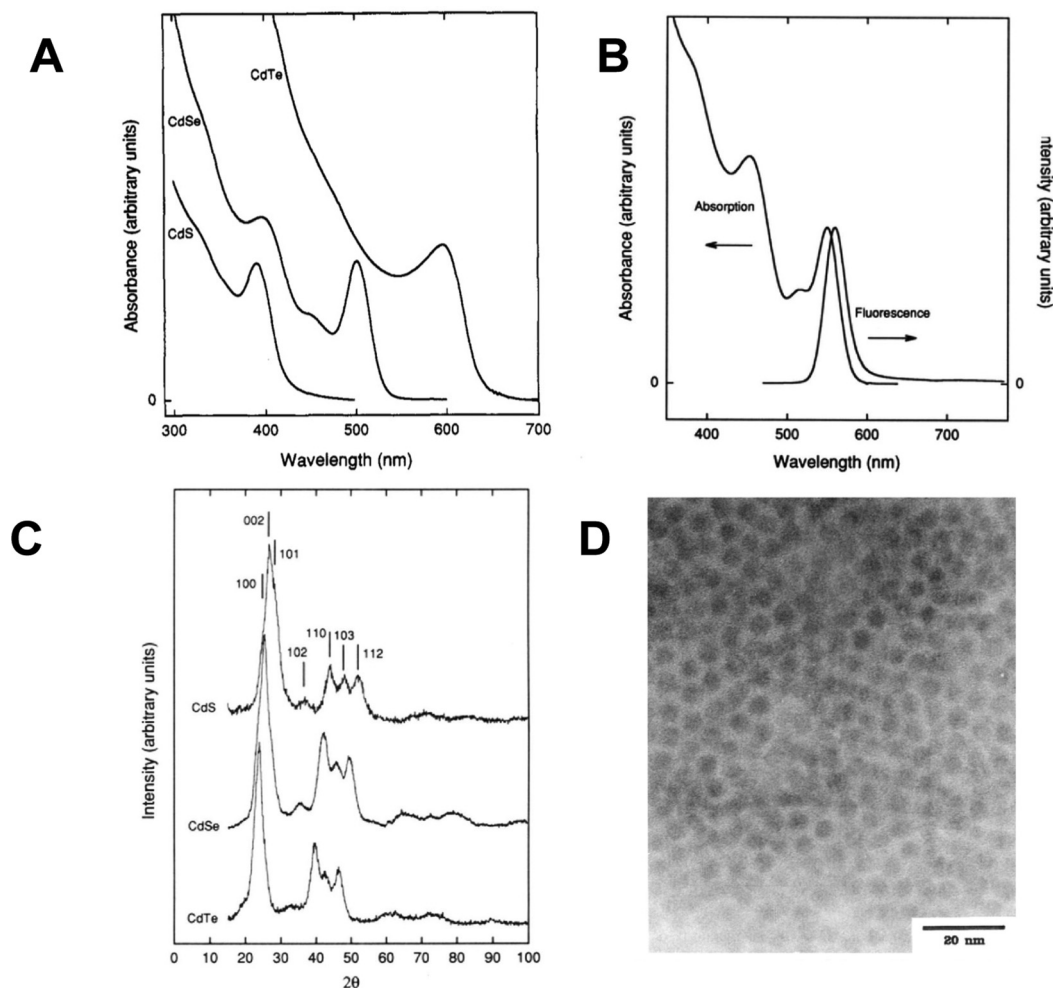 A
CdTe
CdSe
CdS
Absorbance (arbitrary units)
0
300 400 500 600 700
Wavelength (nm)
B
Absorption
Fluorescence
Absorbance (arbitrary units)
ntensity (arbitrary units)
0
0
400 500 600 700
Wavelength (nm)
C
002
101
100
110
103
102
112
CdS
CdSe
CdTe
Intensity (arbitrary units)
0 10 20 30 40 50 60 70 80 90 100
2θ
D
20 nm